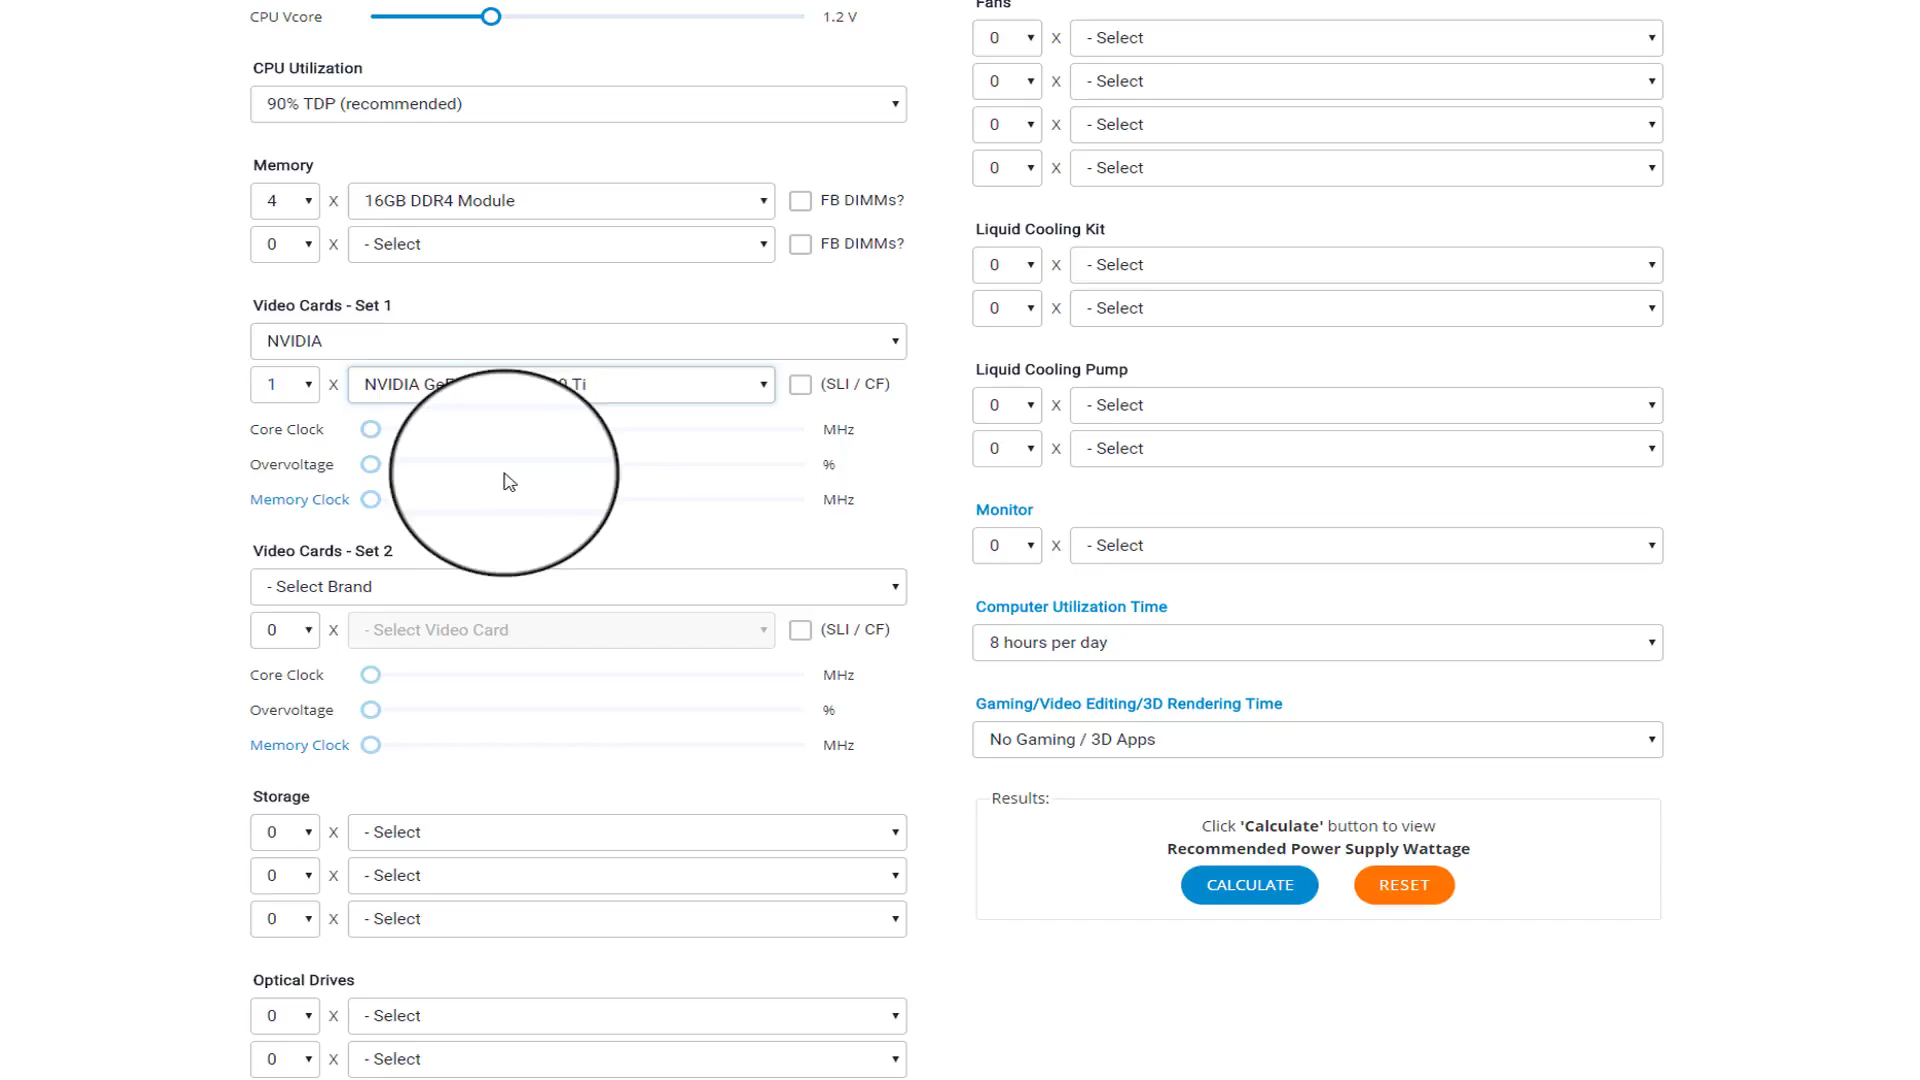 CPU Vcore 1.2 V
CPU Utilization
90% TDP (recommended)
Memory
4 X 16GB DDR4 Module FB DIMMs?
0 X - Select FB DIMMs?
Video Cards - Set 1
NVIDIA
1 X NVIDIA Ti (SLI / CF)
Core Clock MHz
Overvoltage %
Memory Clock MHz
Video Cards - Set 2
- Select Brand
0 X - Select Video Card (SLI / CF)
Core Clock MHz
Overvoltage %
Memory Clock MHz
Storage
0 X - Select
0 X - Select
0 X - Select
Optical Drives
0 X - Select
0 X - Select
Fans
0 X - Select
0 X - Select
0 X - Select
0 X - Select
Liquid Cooling Kit
0 X - Select
0 X - Select
Liquid Cooling Pump
0 X - Select
0 X - Select
Monitor
0 X - Select
Computer Utilization Time
8 hours per day
Gaming/Video Editing/3D Rendering Time
No Gaming / 3D Apps
Results:
Click 'Calculate' button to view
Recommended Power Supply Wattage
CALCULATE RESET